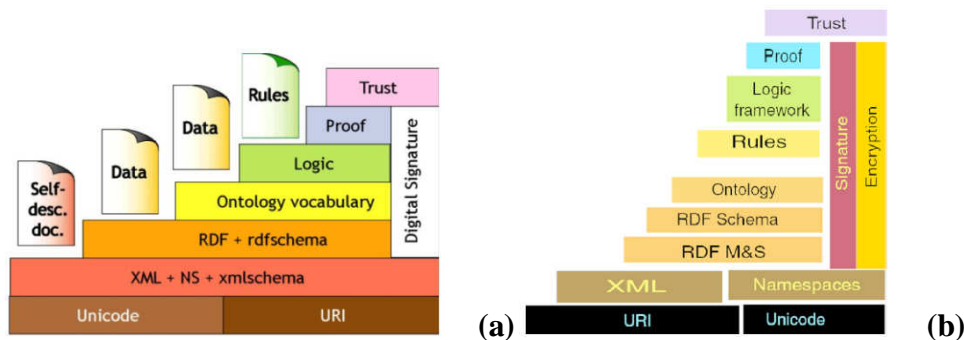 Trust
Rules
Proof
Data
Logic
Digital Signature
Data
Ontology vocabulary
Self-
desc.
doc.
RDF + rdfschema
XML + NS + xmlschema
Unicode
URI
(a)
Trust
Proof
Logic
framework
Rules
Signature
Encryption
Ontology
RDF Schema
RDF M&S
XML
Namespaces
URI
Unicode
(b)